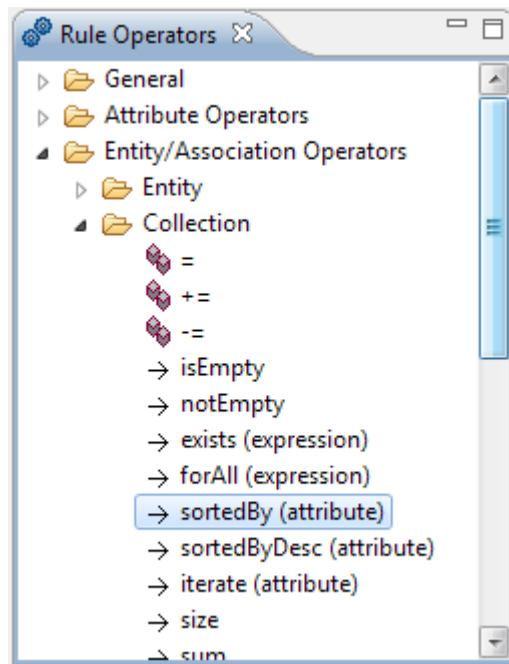 Rule Operators
General
Attribute Operators
Entity/Association Operators
Entity
Collection
=
+=
-=
isEmpty
notEmpty
exists (expression)
forAll (expression)
sortedBy (attribute)
sortedByDesc (attribute)
iterate (attribute)
size
sum